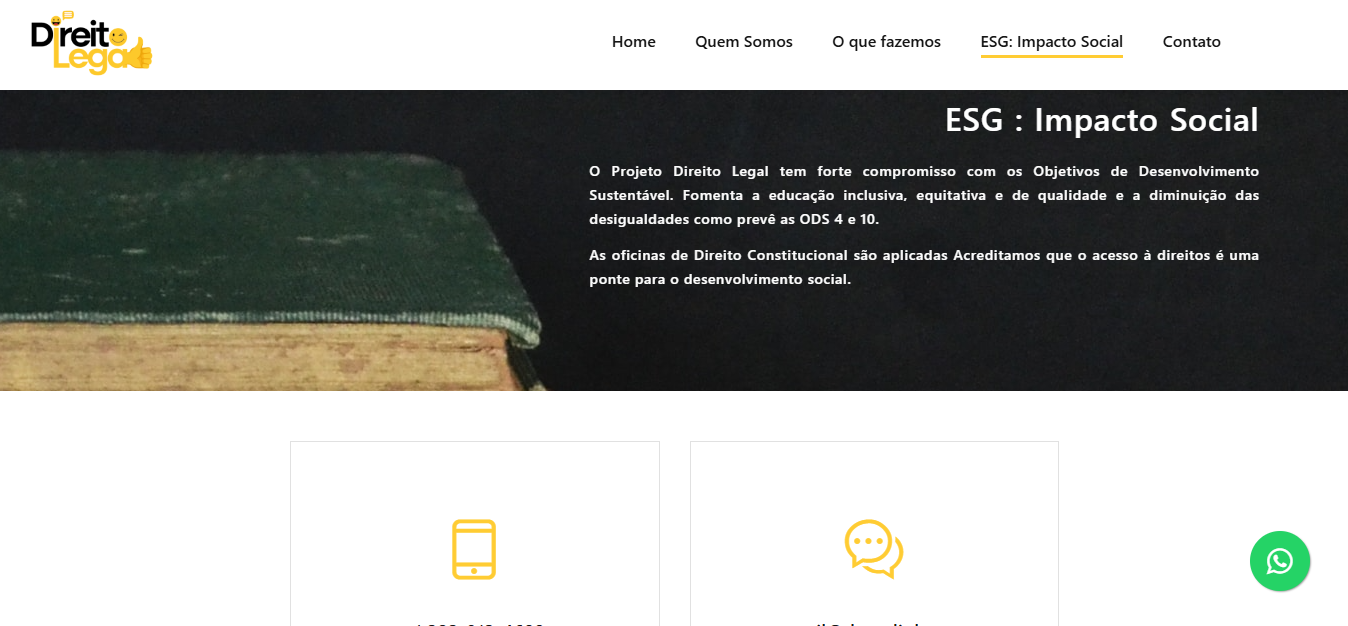 Direito
Legal
Home
Quem Somos
O que fazemos
ESG: Impacto Social
Contato
ESG : Impacto Social
O Projeto Direito Legal tem forte compromisso com os Objetivos de Desenvolvimento
Sustentável. Fomenta a educação inclusiva, equitativa e de qualidade e a diminuição das
desigualdades como prevê as ODS 4 e 10.
As oficinas de Direito Constitucional são aplicadas Acreditamos que o acesso à direitos é uma
ponte para o desenvolvimento social.